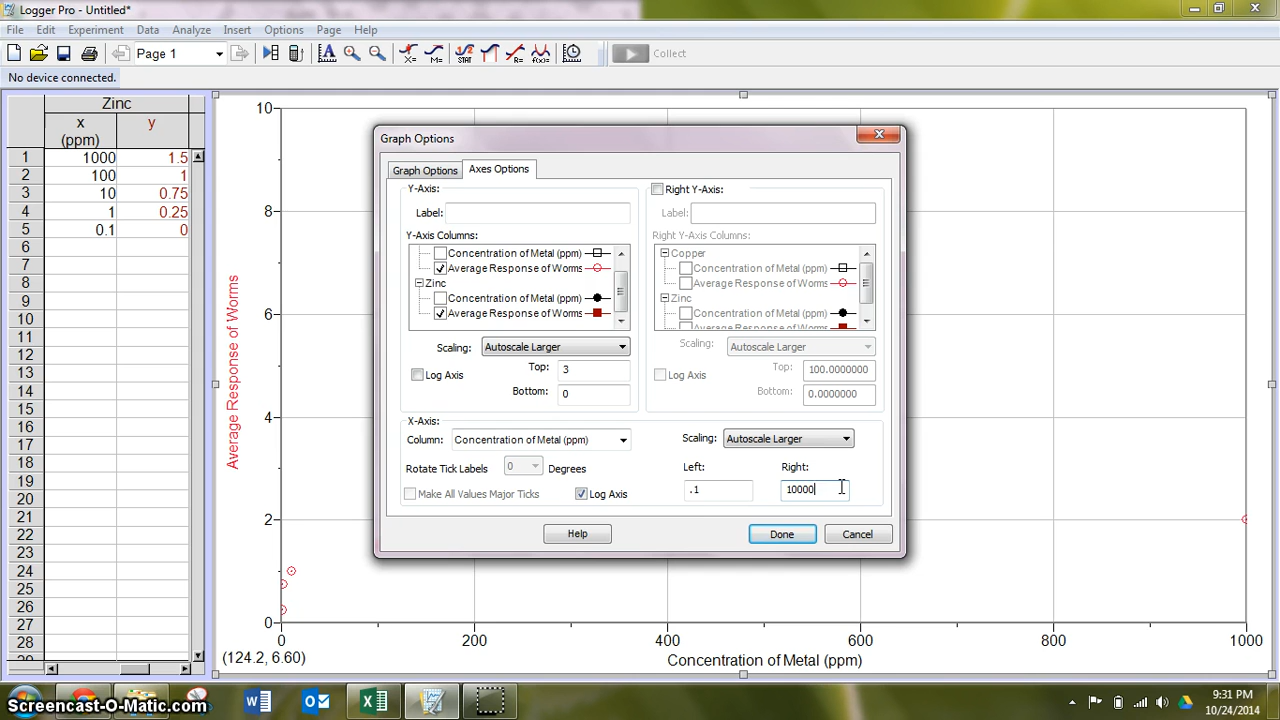 Logger Pro - Untitled*
File Edit Experiment Data Analyze Insert Options Page Help
Page 1 Collect
No device connected.
Zinc
x y
(ppm)
1 1000 1.5
2 100 1
3 10 0.75
4 1 0.25
5 0.1 0
6
7
8
9
10
11
12
13
14
15
16
17
18
19
20
21
22
23
24
25
26
27
28
Average Response of Worms
10
8
6
4
2
0
0 200 400 600 800 1000
(124.2, 6.60)
Concentration of Metal (ppm)
Graph Options
Graph Options Axes Options
Y-Axis:
Label:
Y-Axis Columns:
Concentration of Metal (ppm)
Average Response of Worms
Zinc
Concentration of Metal (ppm)
Average Response of Worms
Scaling: Autoscale Larger
Log Axis
Top: 3
Bottom: 0
Right Y-Axis:
Label:
Right Y-Axis Columns:
Copper
Concentration of Metal (ppm)
Average Response of Worms
Zinc
Concentration of Metal (ppm)
Average Response of Worms
Scaling: Autoscale Larger
Log Axis
Top: 100.0000000
Bottom: 0.0000000
X-Axis:
Column: Concentration of Metal (ppm)
Scaling: Autoscale Larger
Rotate Tick Labels 0 Degrees
Left: Right:
Make All Values Major Ticks Log Axis
.1 10000
Help Done Cancel
Screencast-O-Matic.com
9:31 PM
10/24/2014